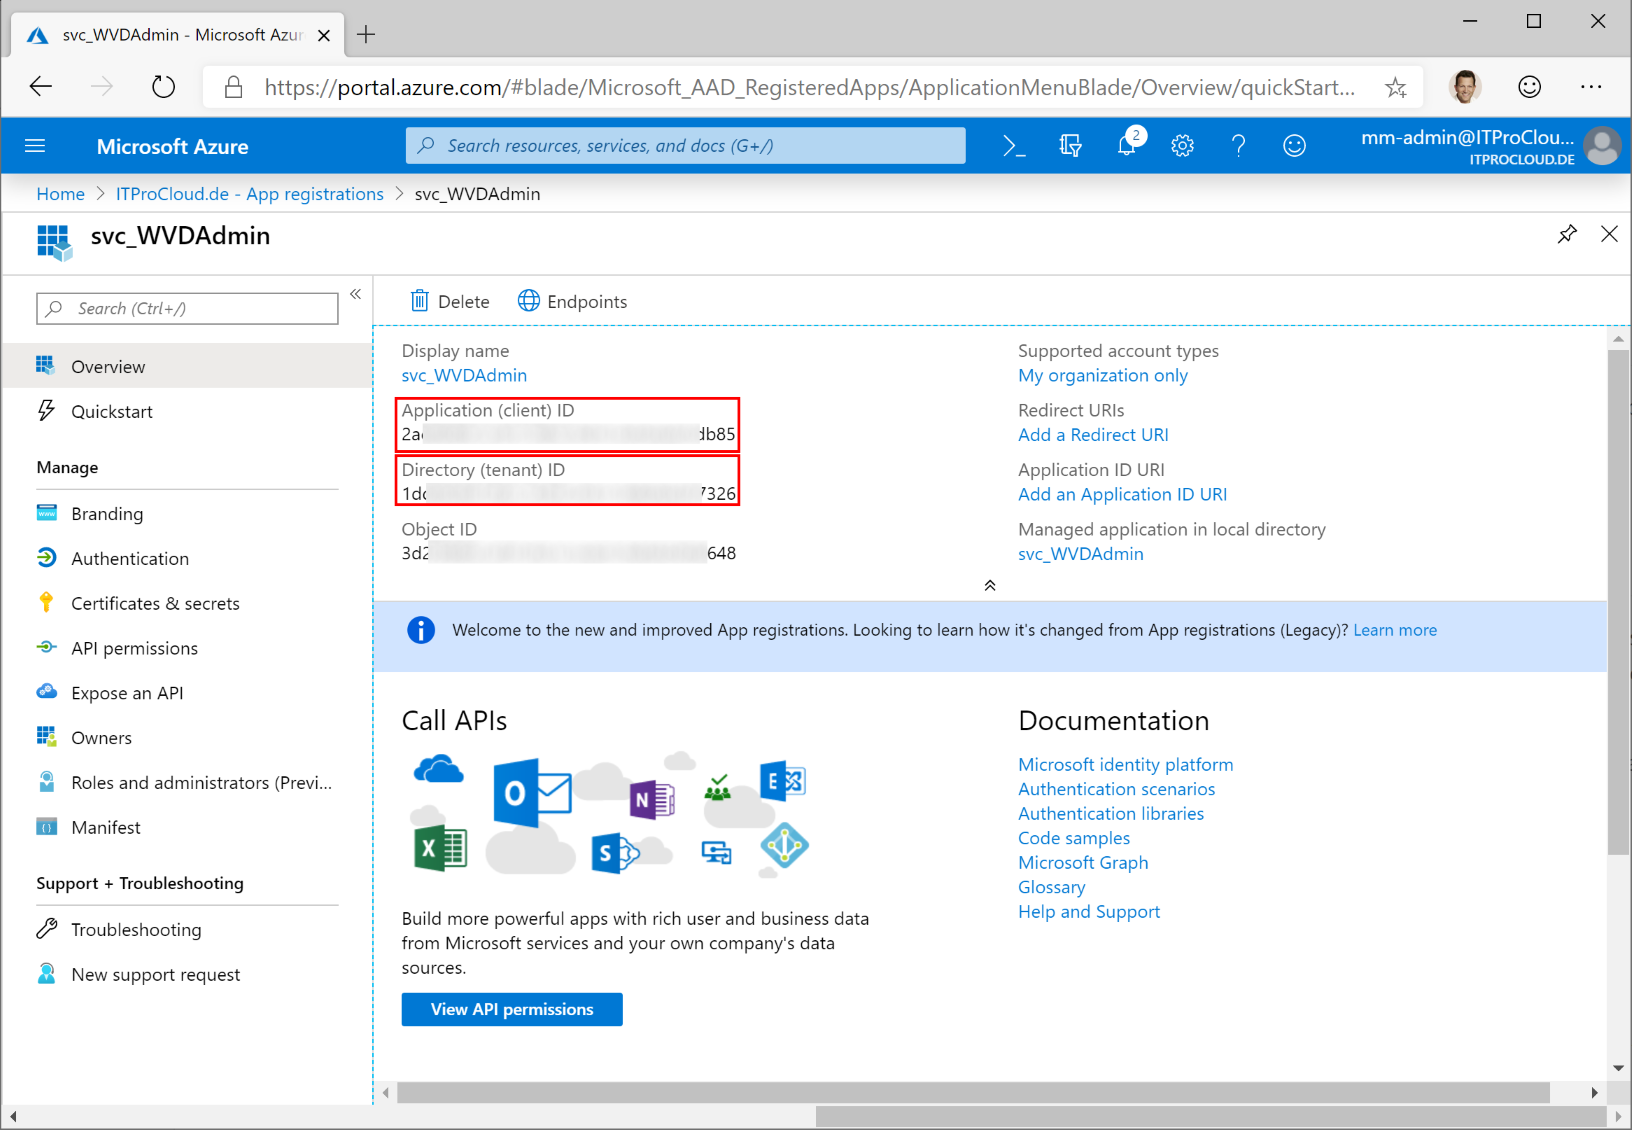 svc_WVDAdmin - Microsoft Azur
https://portal.azure.com/#blade/Microsoft_AAD_RegisteredApps/ApplicationMenuBlade/Overview/quickStart...
Microsoft Azure
Search resources, services, and docs (G+/)
2
mm-admin@ITProClou...
ITPROCLOUD.DE
Home > ITProCloud.de - App registrations > svc_WVDAdmin
svc_WVDAdmin
Search (Ctrl+/)
Overview
Quickstart
Manage
Branding
Authentication
Certificates & secrets
API permissions
Expose an API
Owners
Roles and administrators (Previ...
Manifest
Support + Troubleshooting
Troubleshooting
New support request
Delete
Endpoints
Display name
svc_WVDAdmin
Application (client) ID
2a db85
Directory (tenant) ID
1d 7326
Object ID
3d2 648
Supported account types
My organization only
Redirect URIs
Add a Redirect URI
Application ID URI
Add an Application ID URI
Managed application in local directory
svc_WVDAdmin
Welcome to the new and improved App registrations. Looking to learn how it's changed from App registrations (Legacy)? Learn more
Call APIs
Build more powerful apps with rich user and business data
from Microsoft services and your own company's data
sources.
View API permissions
Documentation
Microsoft identity platform
Authentication scenarios
Authentication libraries
Code samples
Microsoft Graph
Glossary
Help and Support